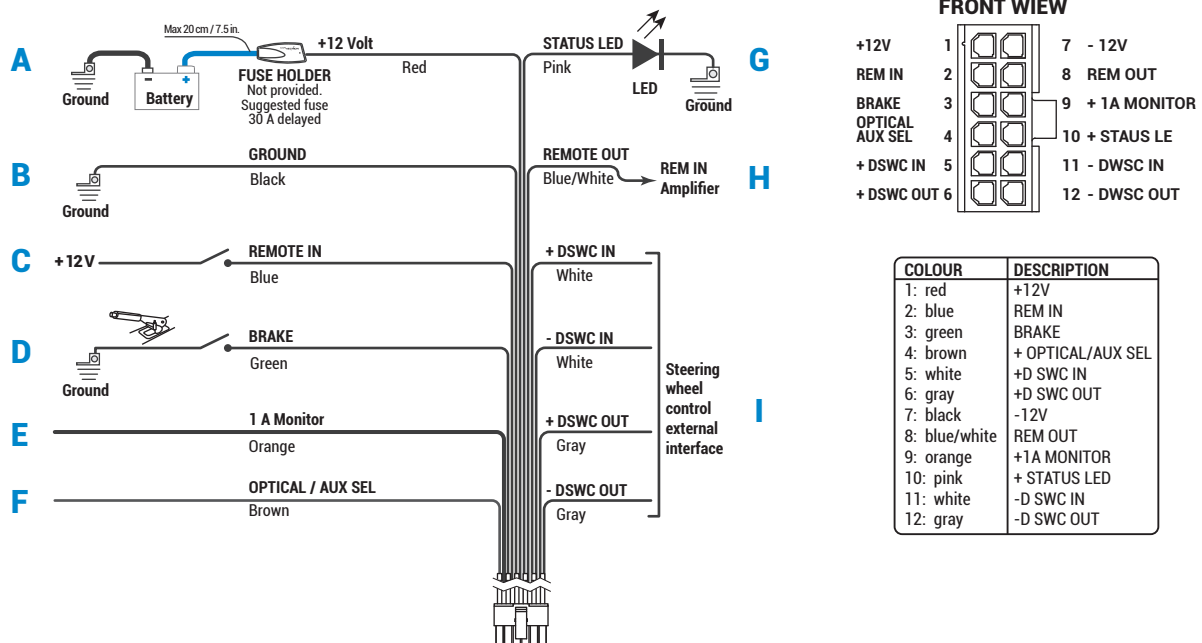 Max 20 cm / 7.5 in.
A
+12 Volt
Red
- +
Battery
Ground
FUSE HOLDER
Not provided.
Suggested fuse
30 A delayed
STATUS LED
Pink
LED
Ground
G
B
GROUND
Black
Ground
REMOTE OUT
Blue/White
REM IN
Amplifier
H
C
+12V
REMOTE IN
Blue
D
BRAKE
Green
Ground
E
1 A Monitor
Orange
F
OPTICAL / AUX SEL
Brown
+ DSWC IN
White
- DSWC IN
White
+ DSWC OUT
Gray
- DSWC OUT
Gray
Steering
wheel
control
external
interface
I
FRONT WIEW
+12V 1
REM IN 2
BRAKE 3
OPTICAL
AUX SEL 4
+ DSWC IN 5
+ DSWC OUT 6
7 - 12V
8 REM OUT
9 + 1A MONITOR
10 + STAUS LE
11 - DWSC IN
12 - DWSC OUT
COLOUR DESCRIPTION
1: red +12V
2: blue REM IN
3: green BRAKE
4: brown + OPTICAL/AUX SEL
5: white +D SWC IN
6: gray +D SWC OUT
7: black -12V
8: blue/white REM OUT
9: orange +1A MONITOR
10: pink + STATUS LED
11: white -D SWC IN
12: gray -D SWC OUT